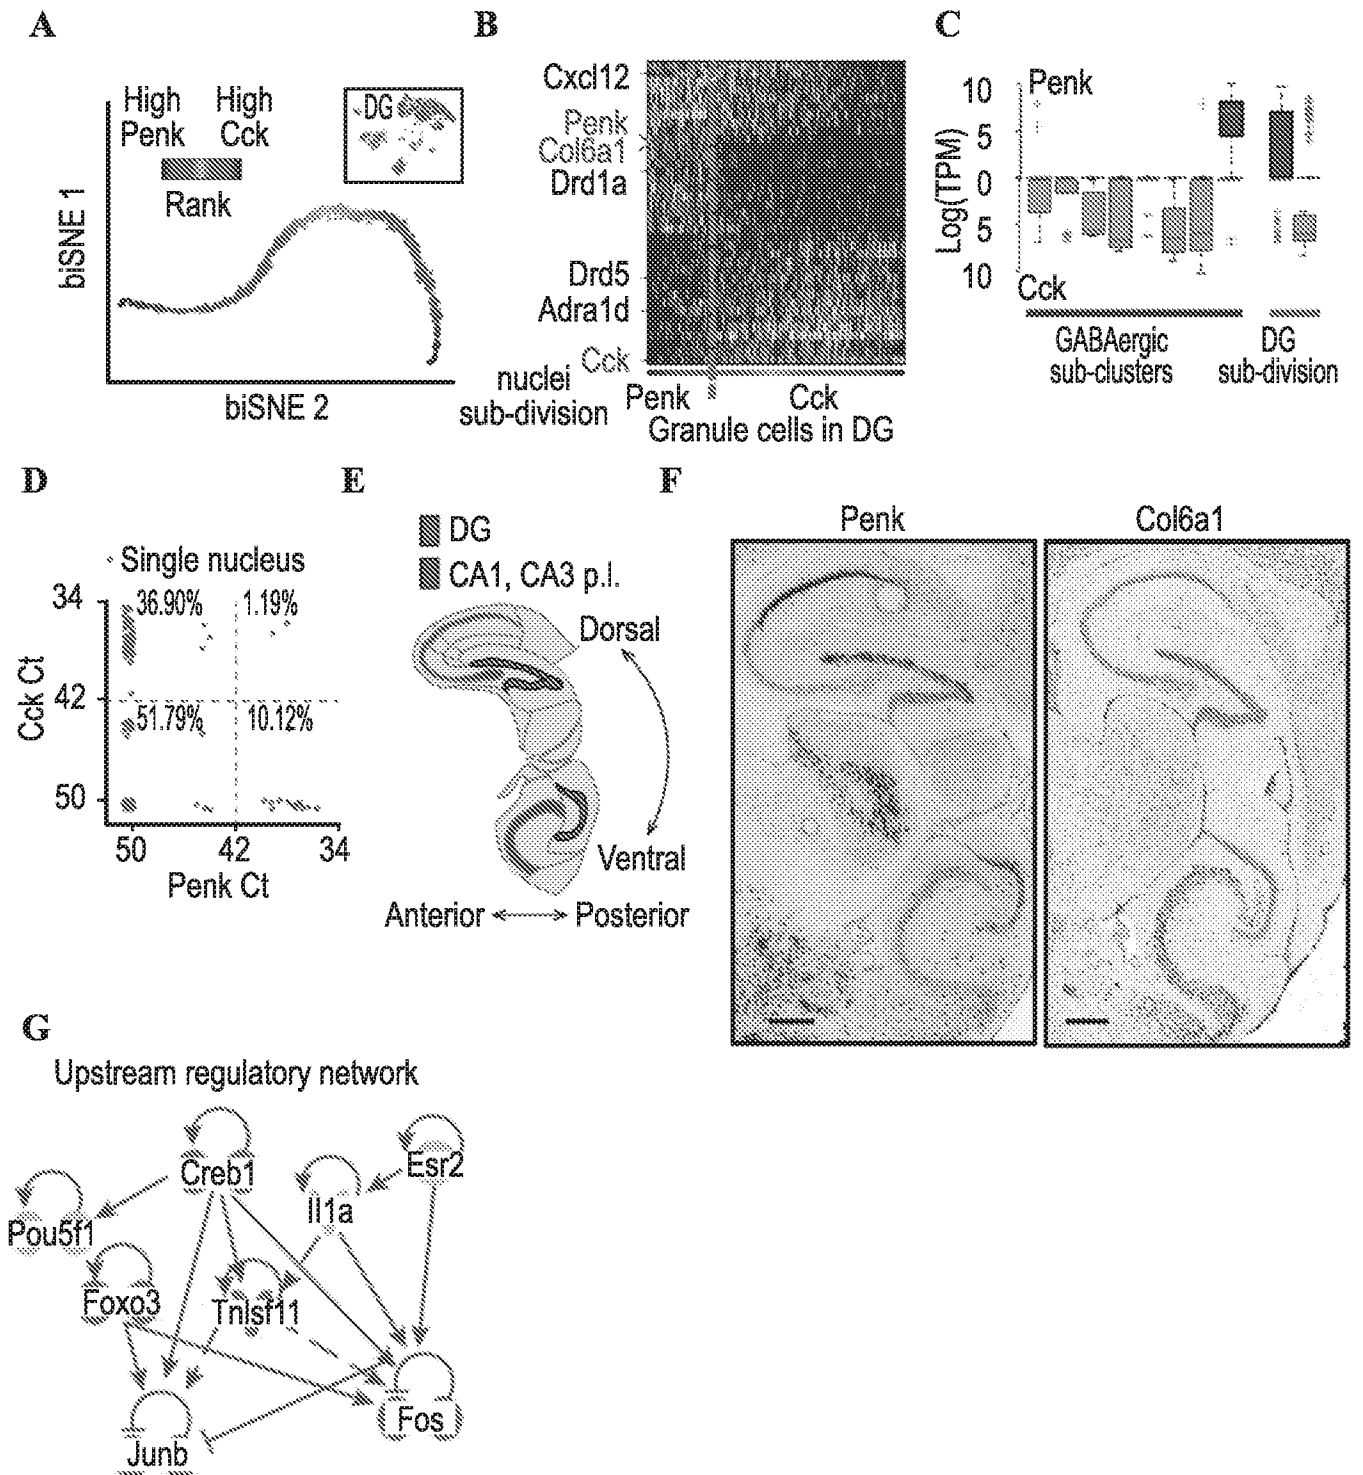 A
High
Penk
High
Cck
Rank
DG
biSNE 1
biSNE 2
B
Cxcl12
Penk
Col6a1
Drd1a
Drd5
Adra1d
Cck
nuclei
sub-division
Penk
Cck
Granule cells in DG
C
Penk
10
5
0
5
10
Log(TPM)
Cck
GABAergic
sub-clusters
DG
sub-division
D
Single nucleus
34
36.90%
1.19%
42
51.79%
10.12%
50
Cck Ct
50
42
34
Penk Ct
E
DG
CA1, CA3 p.l.
Dorsal
Ventral
Anterior
Posterior
F
Penk
Col6a1
G
Upstream regulatory network
Creb1
Esr2
Il1a
Pou5f1
Foxo3
Tnlsf11
Fos
Junb